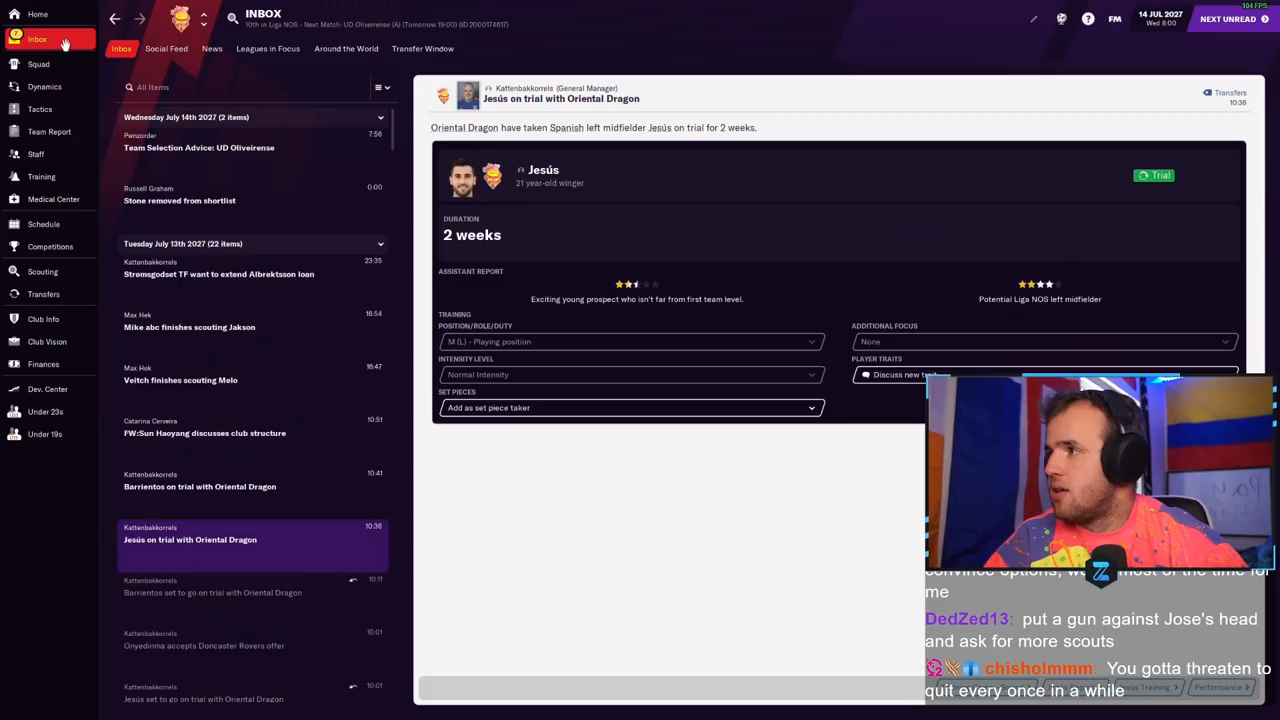 104 FPS
Home
INBOX
10th in Liga NOS - Next Match: UD Oliveirense (A) (Tomorrow 19:00) (ID:2000174617)
FM
14 JUL 2027
Wed 8:00
NEXT UNREAD
7
Inbox
Inbox
Social Feed
News
Leagues in Focus
Around the World
Transfer Window
Squad
Dynamics
Tactics
Team Report
Staff
Training
Medical Center
Schedule
Competitions
Scouting
Transfers
Club Info
Club Vision
Finances
Dev. Center
Under 23s
Under 19s
All Items
Wednesday July 14th 2027 (2 items)
Pwnzorder
7:56
Team Selection Advice: UD Oliveirense
Russell Graham
0:00
Stone removed from shortlist
Tuesday July 13th 2027 (22 items)
Kattenbakkorrels
23:35
Strømsgodset TF want to extend Albrektsson loan
Max Hek
16:54
Mike abc finishes scouting Jakson
Max Hek
16:47
Veitch finishes scouting Melo
Catarina Cerveira
10:51
FW:Sun Haoyang discusses club structure
Kattenbakkorrels
10:41
Barrientos on trial with Oriental Dragon
Kattenbakkorrels
10:36
Jesús on trial with Oriental Dragon
Kattenbakkorrels
10:11
Barrientos set to go on trial with Oriental Dragon
Kattenbakkorrels
10:01
Onyedinma accepts Doncaster Rovers offer
Kattenbakkorrels
10:01
Jesús set to go on trial with Oriental Dragon
Kattenbakkorrels (General Manager)
Jesús on trial with Oriental Dragon
Transfers
10:36
Oriental Dragon have taken Spanish left midfielder Jesús on trial for 2 weeks.
Jesús
21 year-old winger
Trial
DURATION
2 weeks
ASSISTANT REPORT
Exciting young prospect who isn't far from first team level.
Potential Liga NOS left midfielder
TRAINING
POSITION/ROLE/DUTY
M (L) - Playing position
ADDITIONAL FOCUS
None
INTENSITY LEVEL
Normal Intensity
PLAYER TRAITS
Discuss new trait
SET PIECES
Add as set piece taker
me
DedZed13: put a gun against Jose's head
and ask for more scouts
chisholmmm: You gotta threaten to
quit every once in a while
Training
Performance